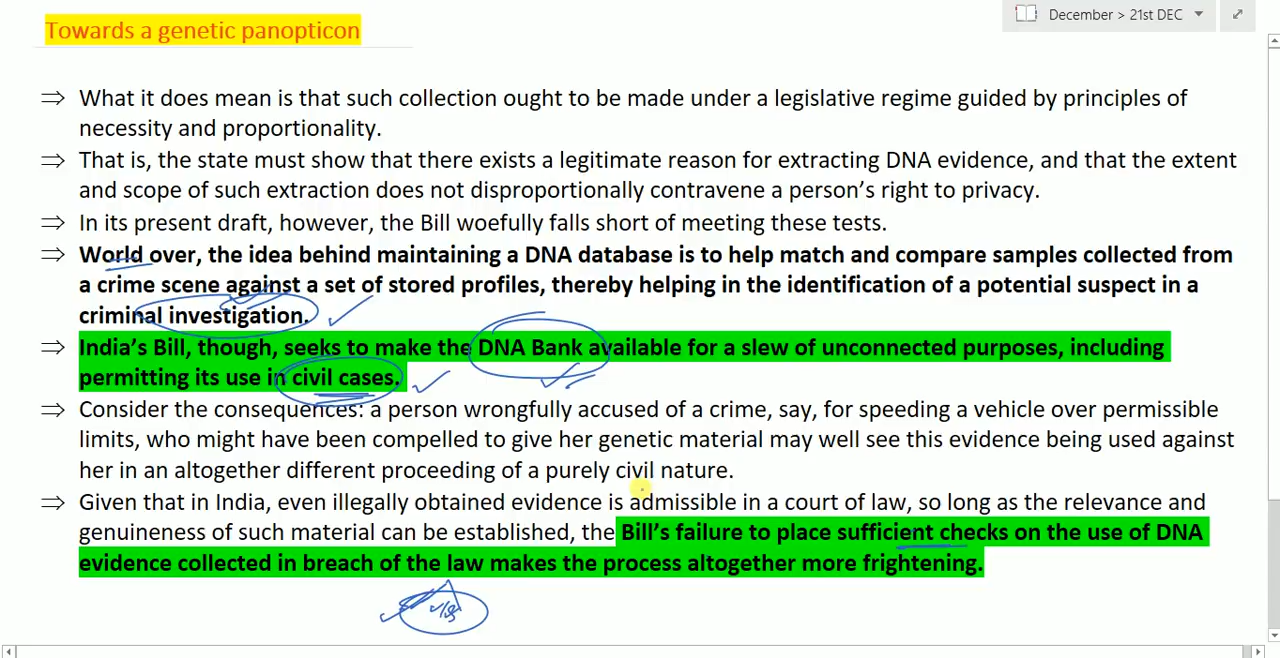 December > 21st DEC
Towards a genetic panopticon
⇒ What it does mean is that such collection ought to be made under a legislative regime guided by principles of
necessity and proportionality.
⇒ That is, the state must show that there exists a legitimate reason for extracting DNA evidence, and that the extent
and scope of such extraction does not disproportionally contravene a person's right to privacy.
⇒ In its present draft, however, the Bill woefully falls short of meeting these tests.
⇒ World over, the idea behind maintaining a DNA database is to help match and compare samples collected from
a crime scene against a set of stored profiles, thereby helping in the identification of a potential suspect in a
criminal investigation.
⇒ India's Bill, though, seeks to make the DNA Bank available for a slew of unconnected purposes, including
permitting its use in civil cases.
⇒ Consider the consequences: a person wrongfully accused of a crime, say, for speeding a vehicle over permissible
limits, who might have been compelled to give her genetic material may well see this evidence being used against
her in an altogether different proceeding of a purely civil nature.
⇒ Given that in India, even illegally obtained evidence is admissible in a court of law, so long as the relevance and
genuineness of such material can be established, the Bill's failure to place sufficient checks on the use of DNA
evidence collected in breach of the law makes the process altogether more frightening.